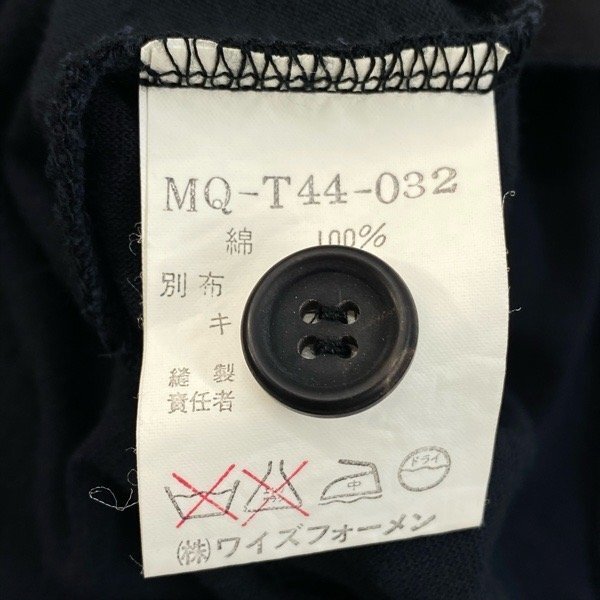 MQ-T44-032
綿 100%
別布
キ
縫製
責任者
中 ドライ
(株)ワイズフォーメン